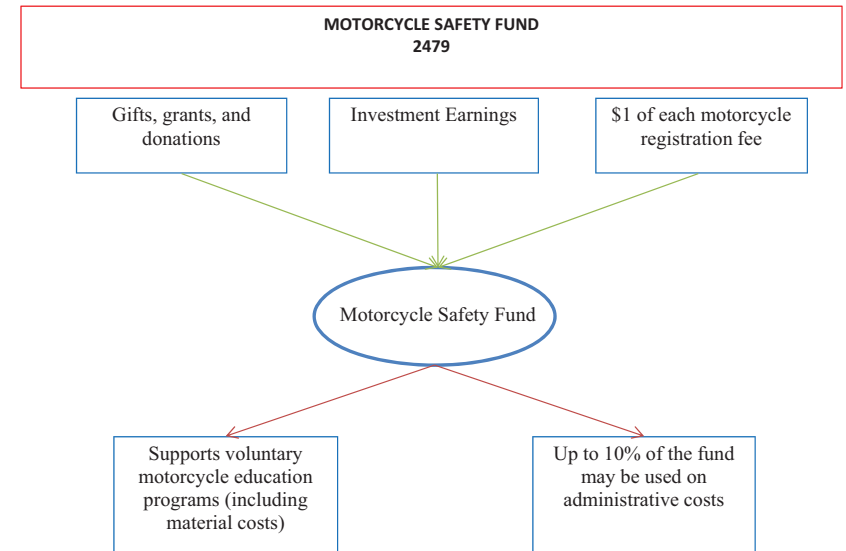 MOTORCYCLE SAFETY FUND
2479
Gifts, grants, and
donations
Investment Earnings
$1 of each motorcycle
registration fee
Motorcycle Safety Fund
Supports voluntary
motorcycle education
programs (including
material costs)
Up to 10% of the fund
may be used on
administrative costs